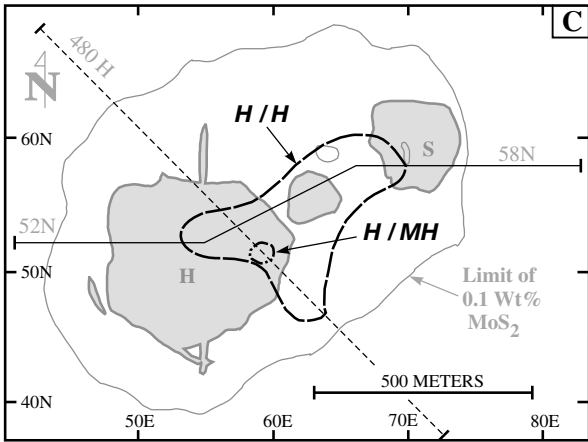 C
480 H
N
H / H
60N
S
58N
52N
H / MH
50N
H
Limit of
0.1 Wt%
MoS₂
500 METERS
40N
50E
60E
70E
80E